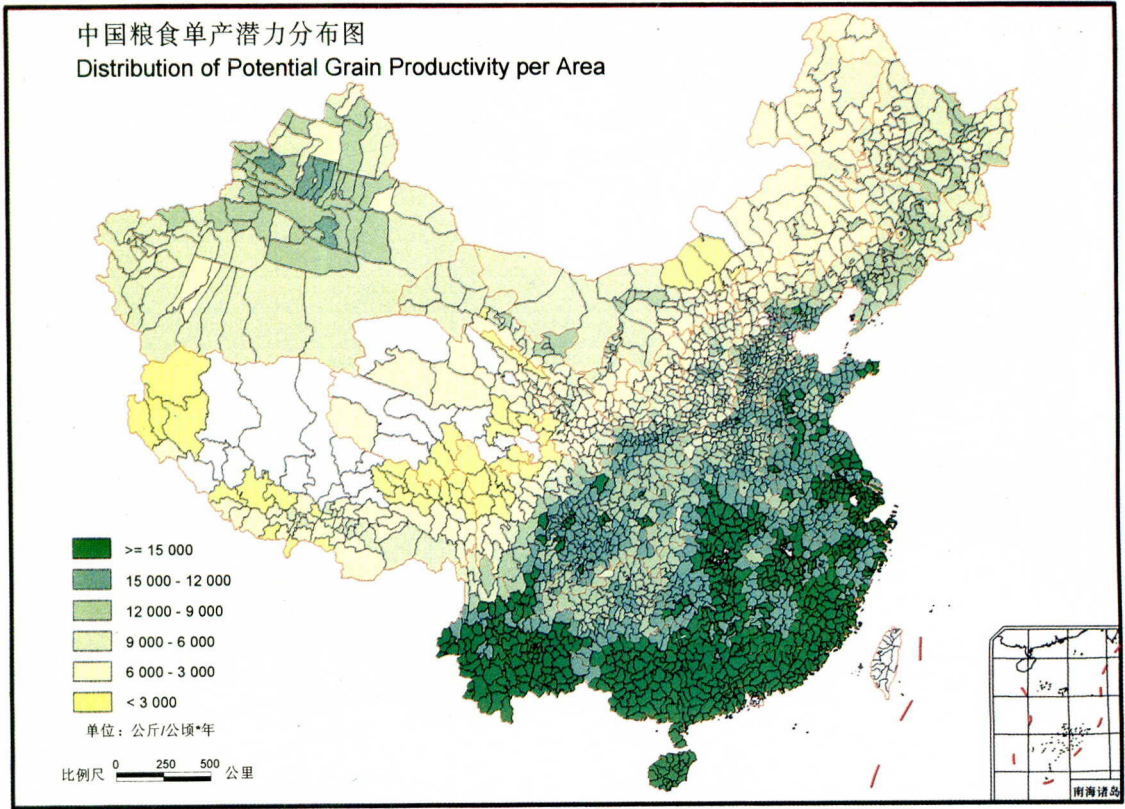 中国粮食单产潜力分布图
Distribution of Potential Grain Productivity per Area
>= 15 000
15 000 - 12 000
12 000 - 9 000
9 000 - 6 000
6 000 - 3 000
< 3 000
单位：公斤/公顷*年
比例尺 0 250 500 公里
南海诸岛